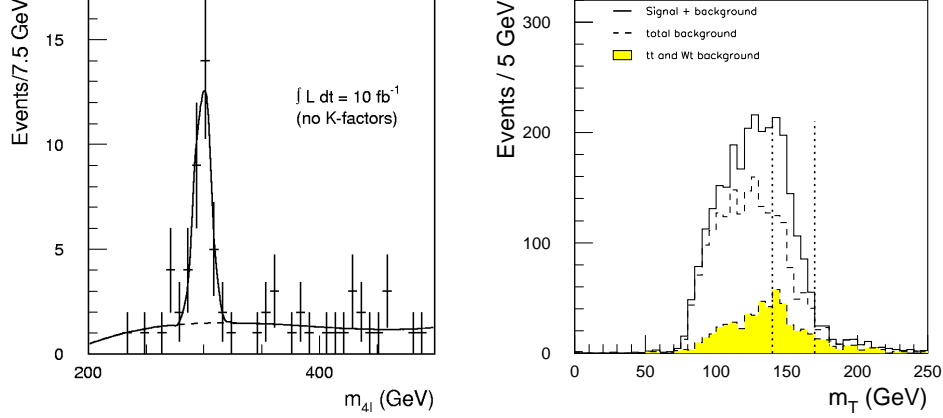 Events/7.5 GeV
15
10
5
0
200
400
∫ L dt = 10 fb⁻¹
(no K-factors)
m4l (GeV)
Events / 5 GeV
300
200
100
0
0
50
100
150
200
250
Signal + background
total background
tt and Wt background
mT (GeV)